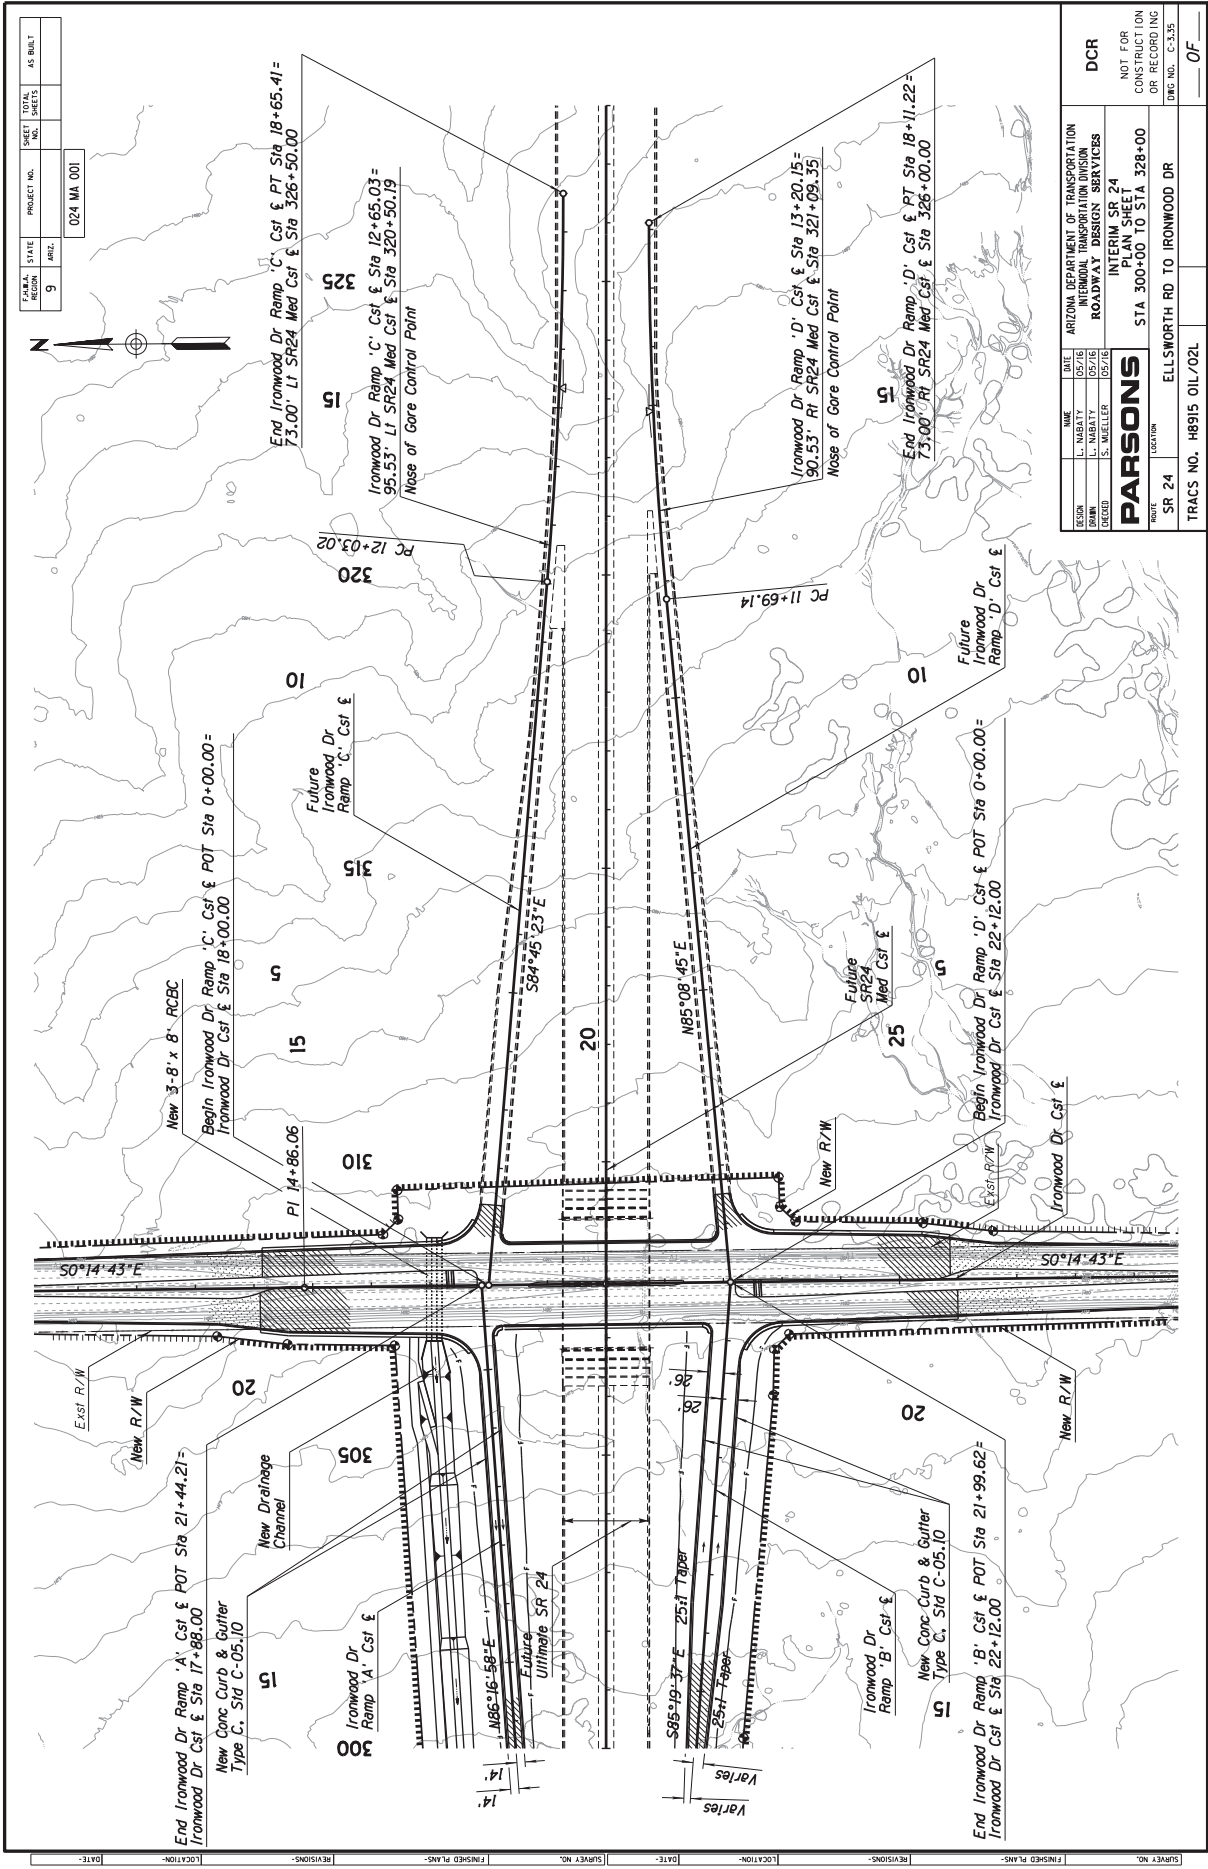 F.H.W.A. REGION
STATE
PROJECT NO.
SHEET NO.
TOTAL SHEETS
AS BUILT
9
ARIZ.
024 MA 001
N
End Ironwood Dr Ramp 'C' Cst ℄ PT Sta 18+65.41=
73.00' Lt SR24 Med Cst ℄ Sta 326+50.00
Ironwood Dr Ramp 'C' Cst ℄ Sta 12+65.03=
95.53' Lt SR24 Med Cst ℄ Sta 320+50.19
Nose of Gore Control Point
Ironwood Dr Ramp 'D' Cst ℄ Sta 13+20.15=
90.53' Rt SR24 Med Cst ℄ Sta 321+09.35
Nose of Gore Control Point
End Ironwood Dr Ramp 'D' Cst ℄ PT Sta 18+11.22=
73.00' Rt SR24 Med Cst ℄ Sta 326+00.00
325
15
15
PC 12+03.02
320
PC 11+69.14
10
10
Future
Ironwood Dr
Ramp 'C' Cst ℄
Future
Ironwood Dr
Ramp 'D' Cst ℄
315
New 3-8'x 8' RCBC
Begin Ironwood Dr Ramp 'C' Cst ℄ POT Sta 0+00.00=
Ironwood Dr Cst ℄ Sta 18+00.00
5
15
S84°45'23"E
20
N85°08'45"E
Future
SR24
Med Cst ℄
5
25
Begin Ironwood Dr Ramp 'D' Cst ℄ POT Sta 0+00.00=
Ironwood Dr Cst ℄ Sta 22+12.00
PI 14+86.06
310
New R/W
Exst R/W
Ironwood Dr Cst ℄
S0°14'43"E
S0°14'43"E
Exst R/W
New R/W
20
305
26'
26'
20
New R/W
End Ironwood Dr Ramp 'A' Cst ℄ POT Sta 21+44.21=
Ironwood Dr Cst ℄ Sta 17+88.00
New Conc Curb & Gutter
Type C, Std C-05.10
New Drainage
Channel
15
Ironwood Dr
Ramp 'A' Cst ℄
300
N86°16'58"E
Future
Ultimate SR 24
S85°19'37"E
25:1 Taper
25:1 Taper
Ironwood Dr
Ramp 'B' Cst ℄
New Conc Curb & Gutter
Type C, Std C-05.10
15
End Ironwood Dr Ramp 'B' Cst ℄ POT Sta 21+99.62=
Ironwood Dr Cst ℄ Sta 22+12.00
14'
14'
Varies
Varies
NAME
DATE
DESIGN L. NABATY 05/16
DRAWN L. NABATY 05/16
CHECKED S. MUELLER 05/16
PARSONS
ARIZONA DEPARTMENT OF TRANSPORTATION
INTERMODAL TRANSPORTATION DIVISION
ROADWAY DESIGN SERVICES
INTERIM SR 24
PLAN SHEET
STA 300+00 TO STA 328+00
DCR
NOT FOR
CONSTRUCTION
OR RECORDING
ROUTE
SR 24
LOCATION
ELLSWORTH RD TO IRONWOOD DR
DWG NO. C-3.35
TRACS NO. H8915 01L/02L
OF
SURVEY NO.
FINISHED PLANS-
REVISIONS-
LOCATION-
DATE-
SURVEY NO.
FINISHED PLANS-
REVISIONS-
LOCATION-
DATE-